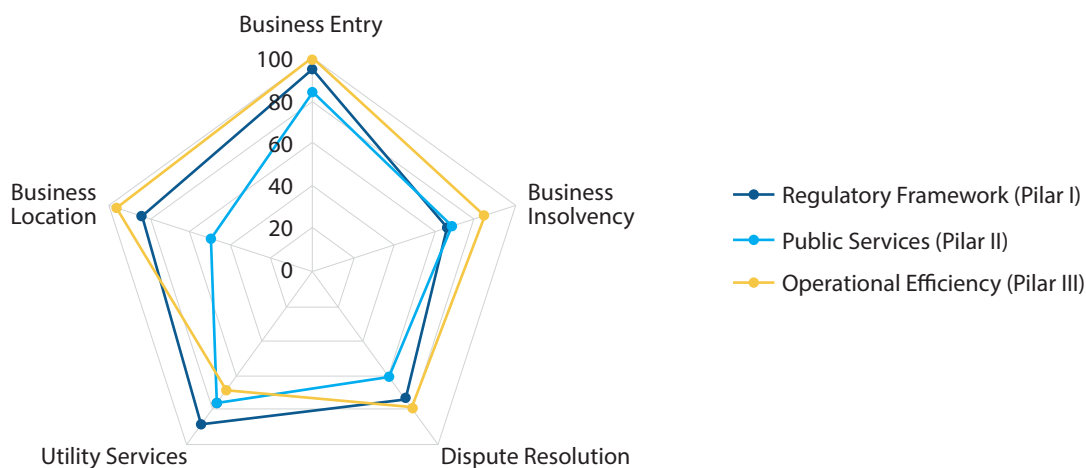 Business Entry
100
80
60
40
20
0
Business
Location
Business
Insolvency
Utility Services
Dispute Resolution
Regulatory Framework (Pilar I)
Public Services (Pilar II)
Operational Efficiency (Pilar III)